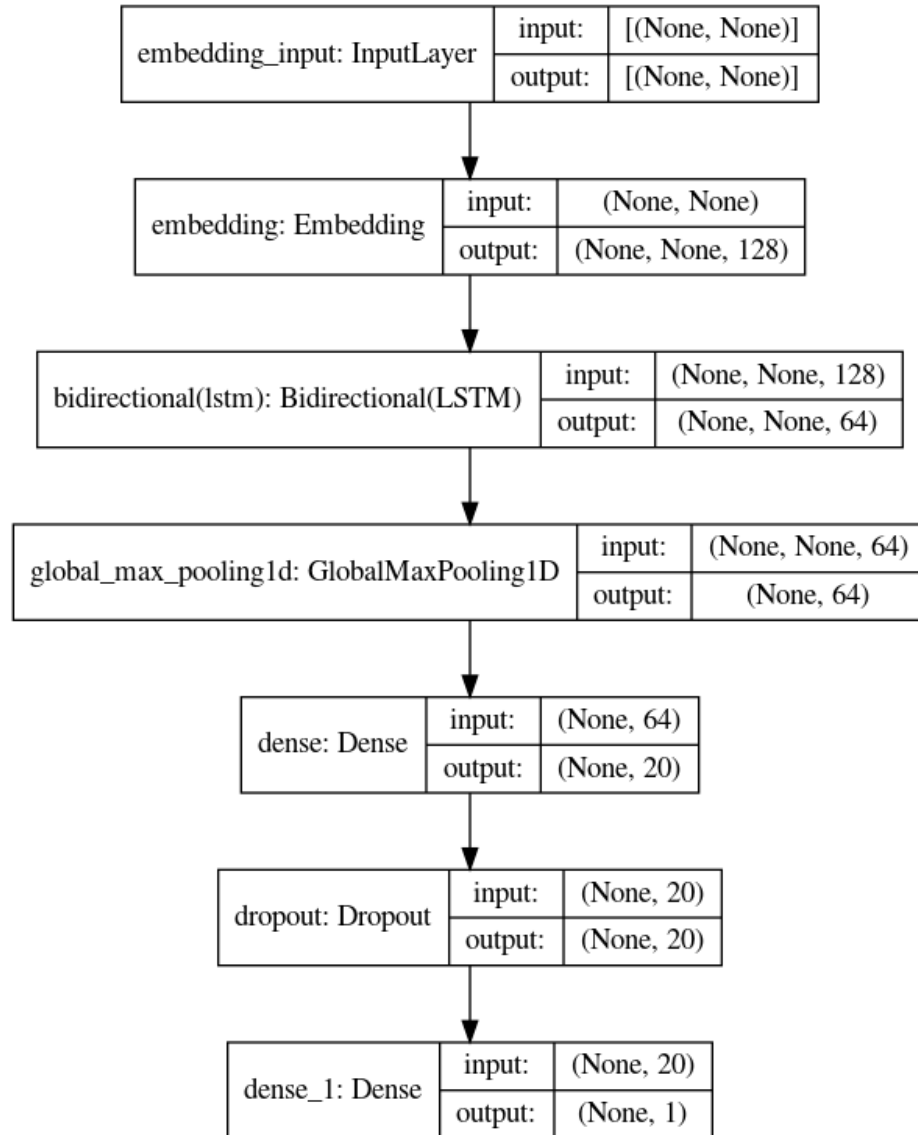 embedding_input: InputLayer
input: [(None, None)]
output: [(None, None)]
embedding: Embedding
input: (None, None)
output: (None, None, 128)
bidirectional(lstm): Bidirectional(LSTM)
input: (None, None, 128)
output: (None, None, 64)
global_max_pooling1d: GlobalMaxPooling1D
input: (None, None, 64)
output: (None, 64)
dense: Dense
input: (None, 64)
output: (None, 20)
dropout: Dropout
input: (None, 20)
output: (None, 20)
dense_1: Dense
input: (None, 20)
output: (None, 1)